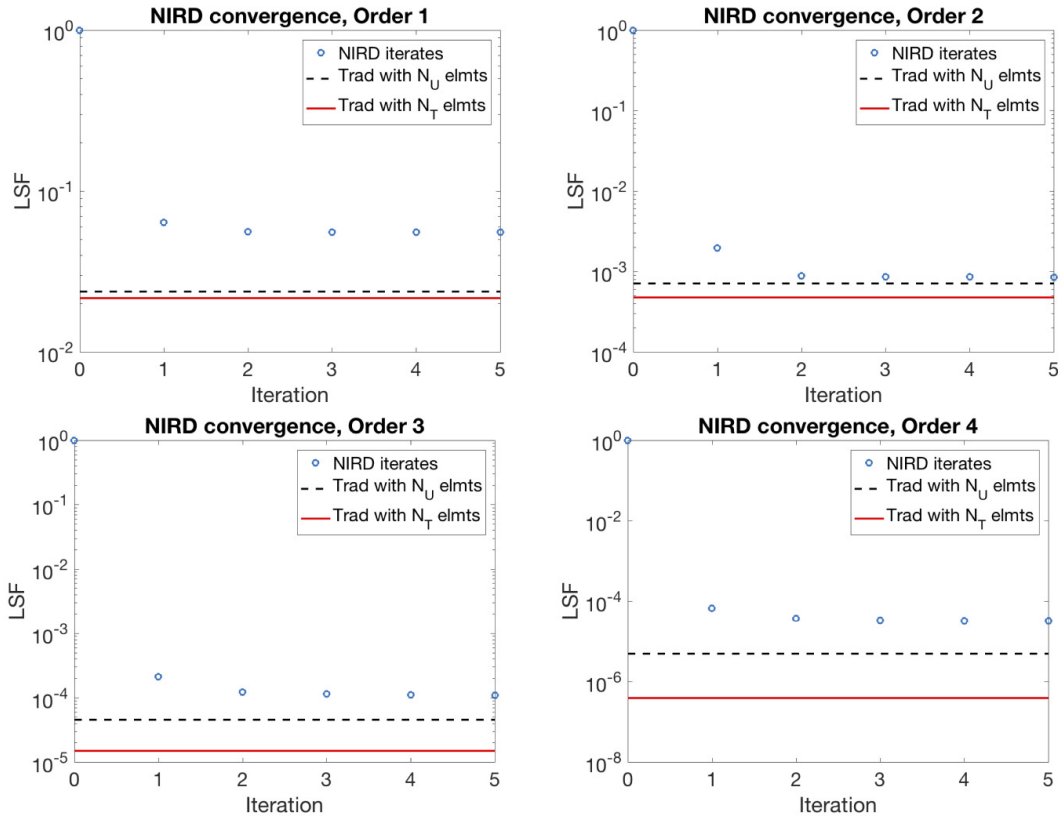 NIRD convergence, Order 1
NIRD iterates
Trad with N_U elmts
Trad with N_T elmts
LSF
10^0
10^-1
10^-2
0 1 2 3 4 5
Iteration
NIRD convergence, Order 2
NIRD iterates
Trad with N_U elmts
Trad with N_T elmts
LSF
10^0
10^-1
10^-2
10^-3
10^-4
0 1 2 3 4 5
Iteration
NIRD convergence, Order 3
NIRD iterates
Trad with N_U elmts
Trad with N_T elmts
LSF
10^0
10^-1
10^-2
10^-3
10^-4
10^-5
0 1 2 3 4 5
Iteration
NIRD convergence, Order 4
NIRD iterates
Trad with N_U elmts
Trad with N_T elmts
LSF
10^0
10^-2
10^-4
10^-6
10^-8
0 1 2 3 4 5
Iteration